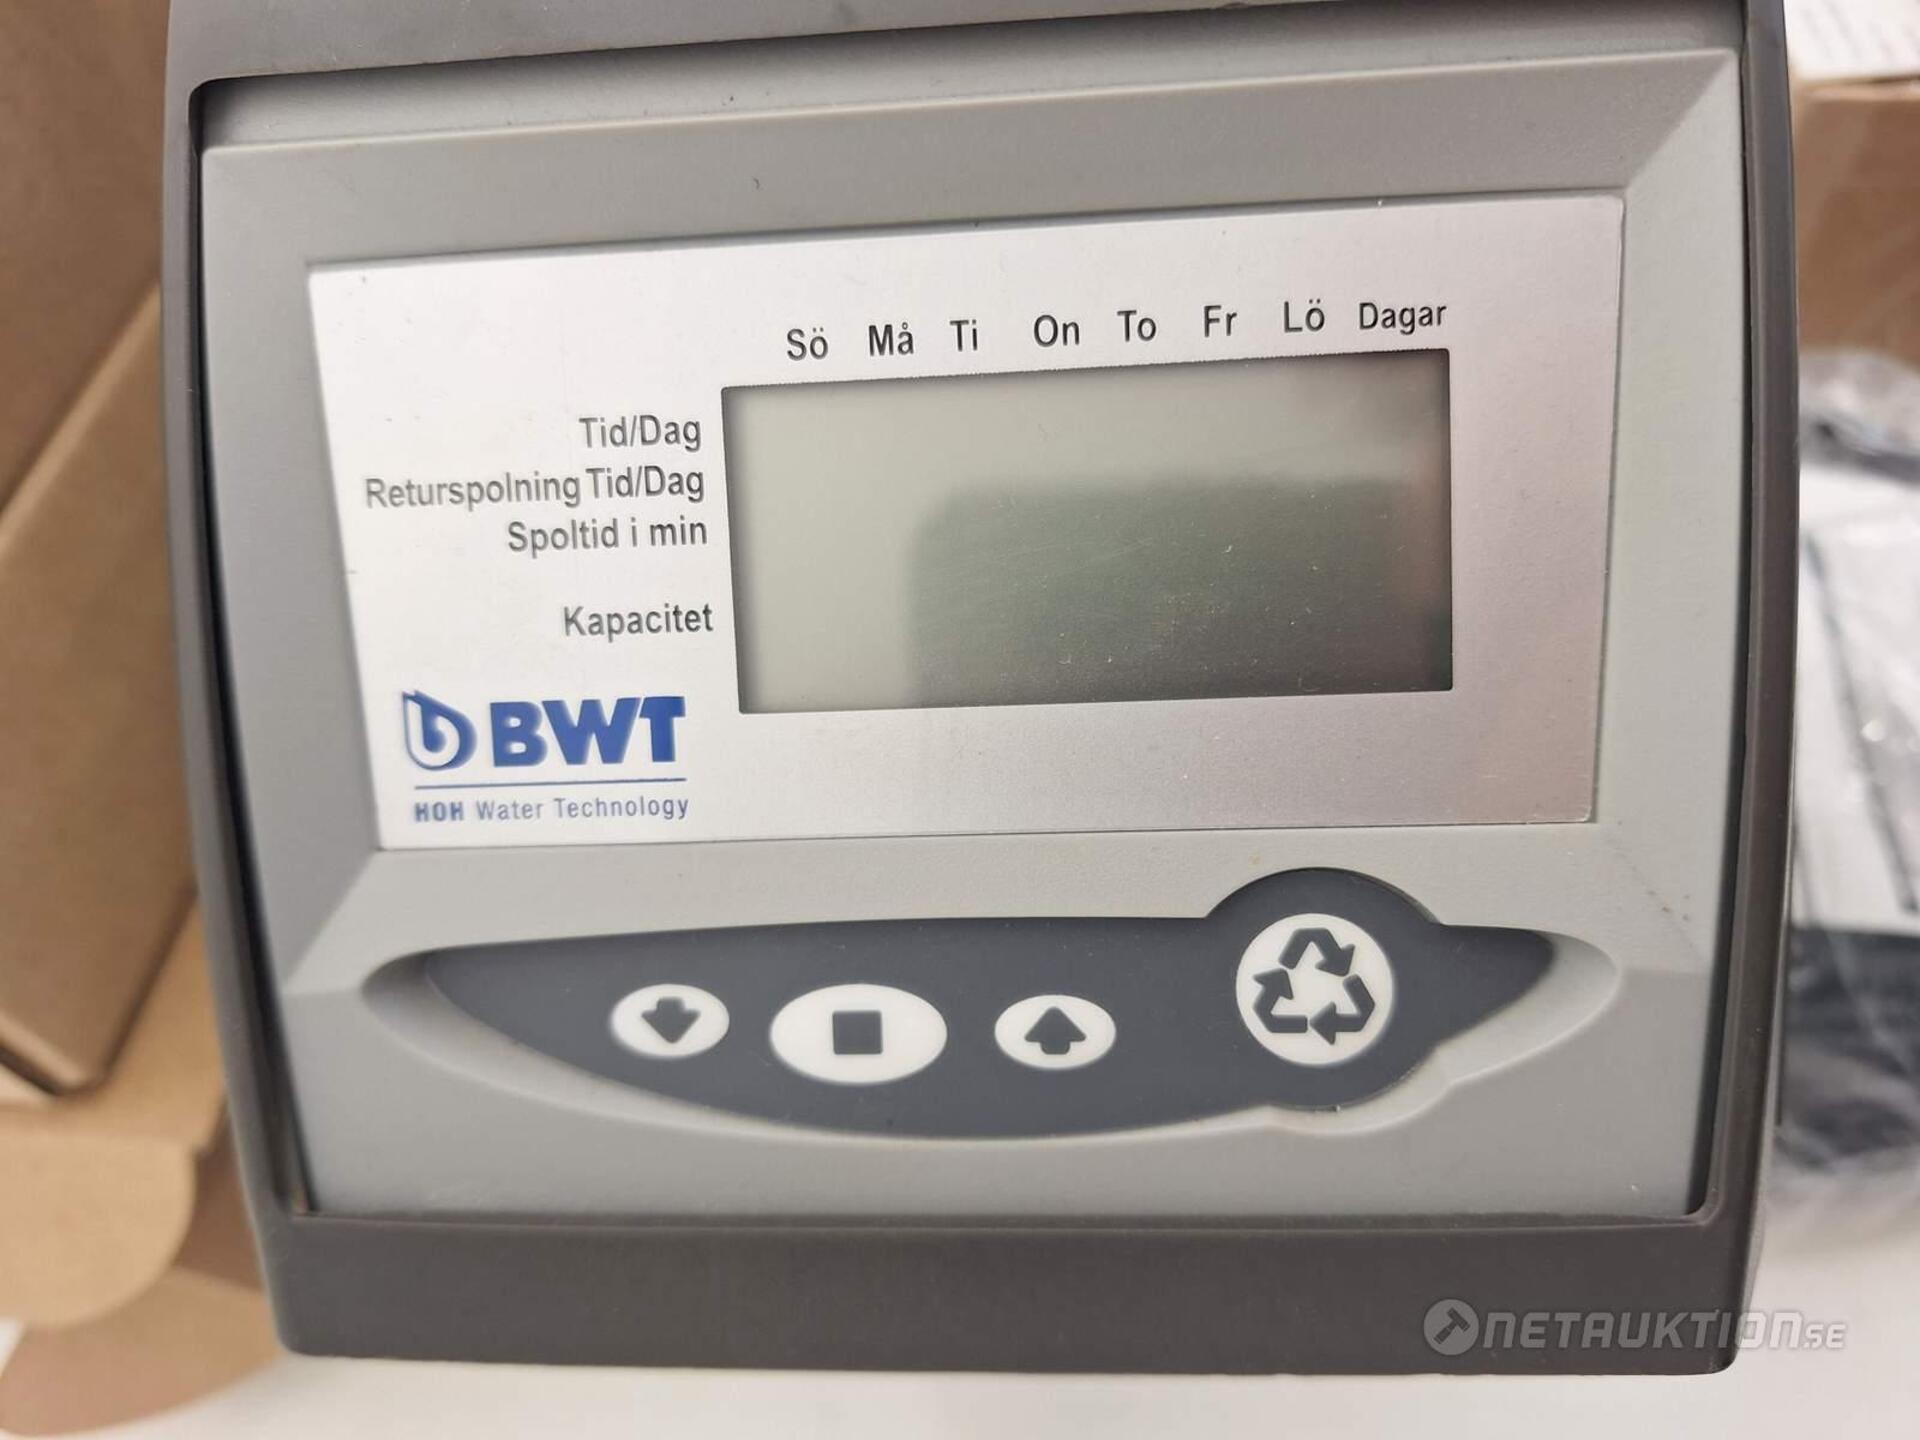 Sö Må Ti On To Fr Lö Dagar
Tid/Dag
Returspolning Tid/Dag
Spoltid i min
Kapacitet
BWT
HOH Water Technology
NETAUKTION.SE